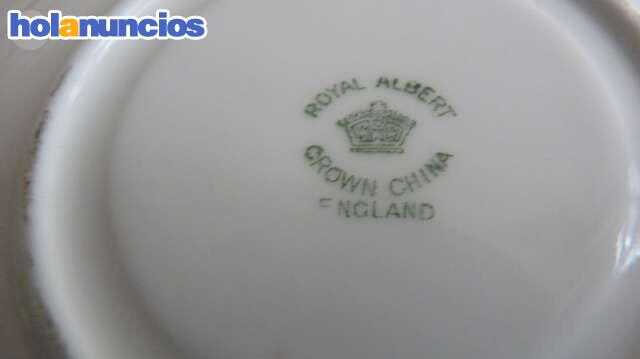 holanuncios
ROYAL ALBERT
CROWN CHINA
ENGLAND